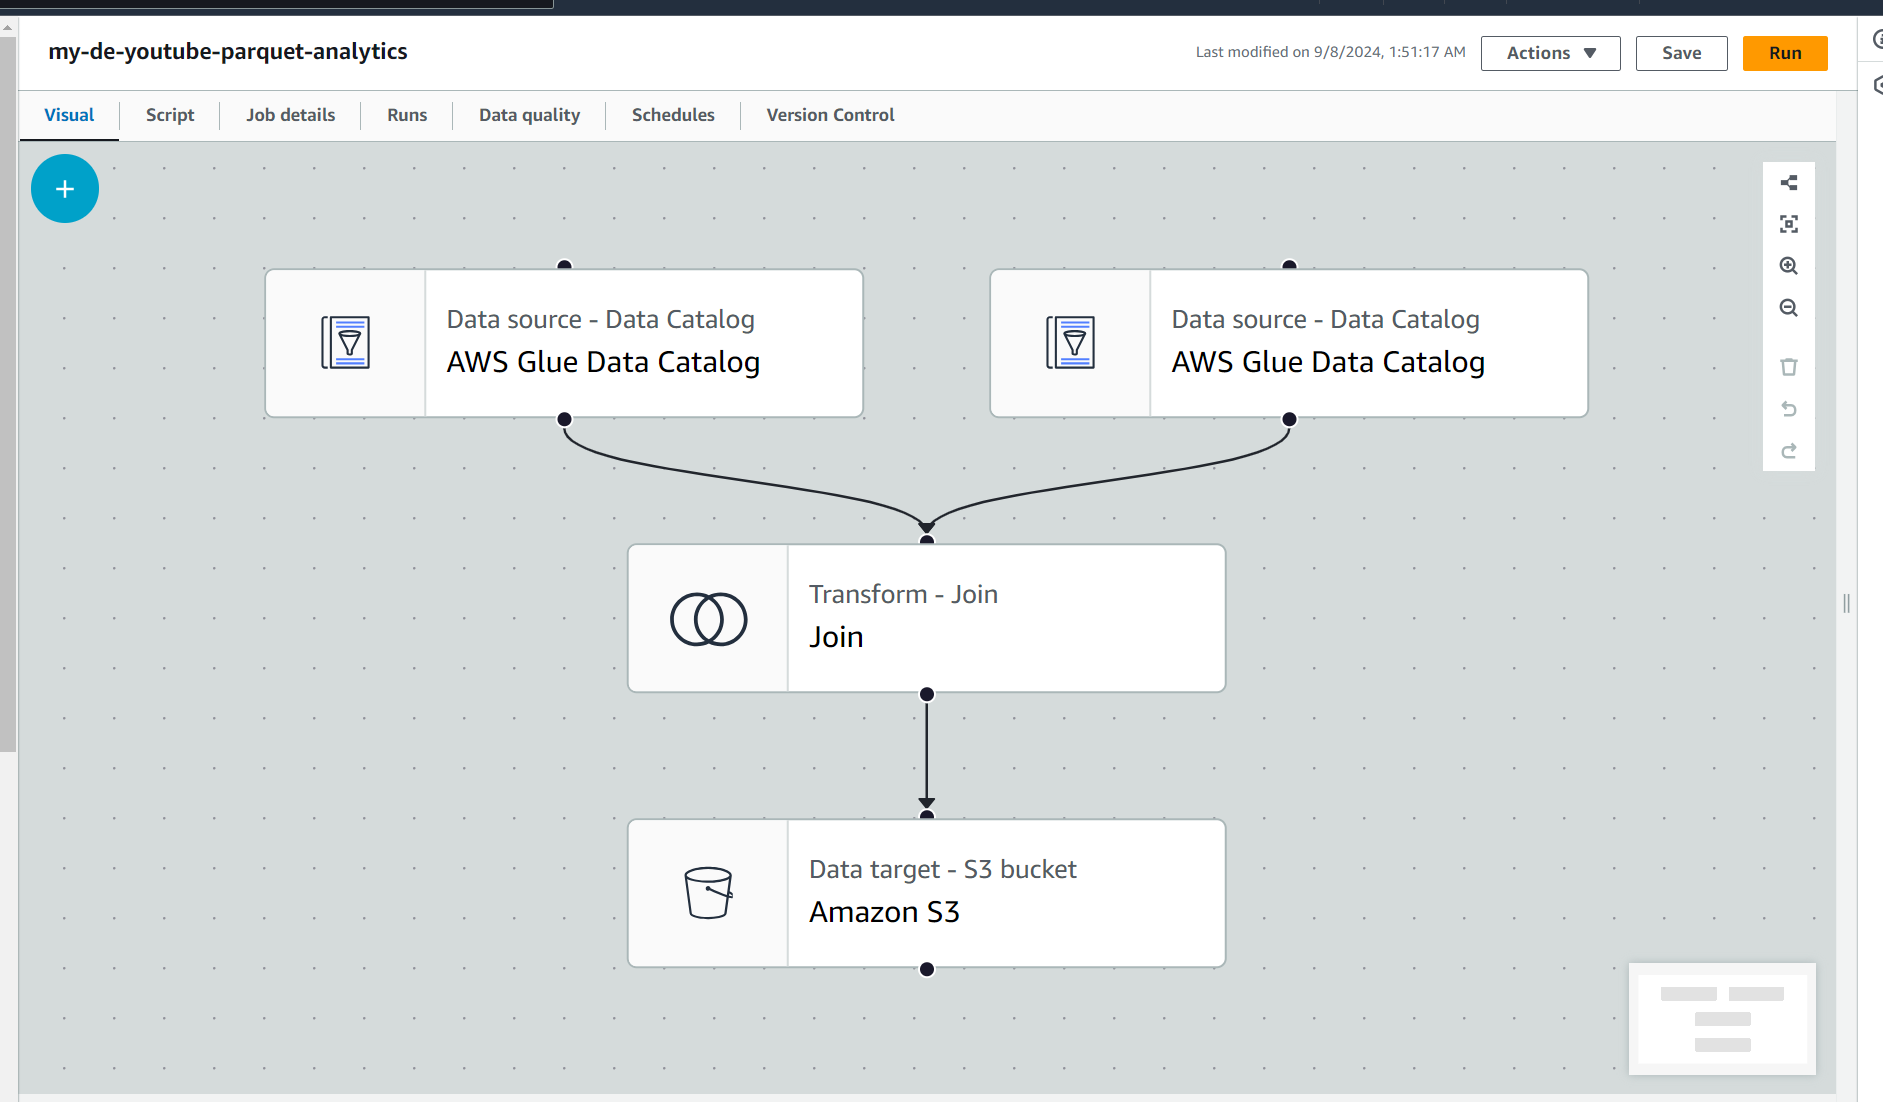 my-de-youtube-parquet-analytics
Last modified on 9/8/2024, 1:51:17 AM
Actions
Save
Run
Visual
Script
Job details
Runs
Data quality
Schedules
Version Control
Data source - Data Catalog
AWS Glue Data Catalog
Data source - Data Catalog
AWS Glue Data Catalog
Transform - Join
Join
Data target - S3 bucket
Amazon S3